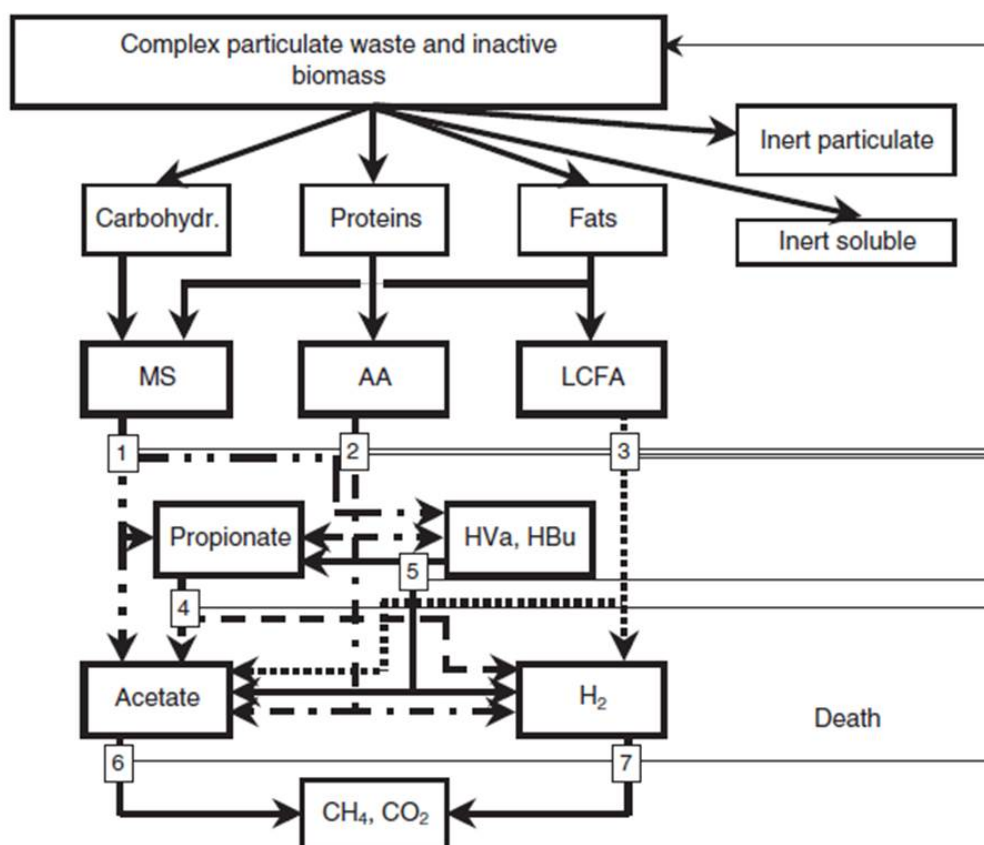 Complex particulate waste and inactive
biomass
Inert particulate
Carbohydr.
Proteins
Fats
Inert soluble
MS
AA
LCFA
1
2
3
Propionate
HVa, HBu
5
4
Acetate
H₂
Death
6
7
CH₄, CO₂